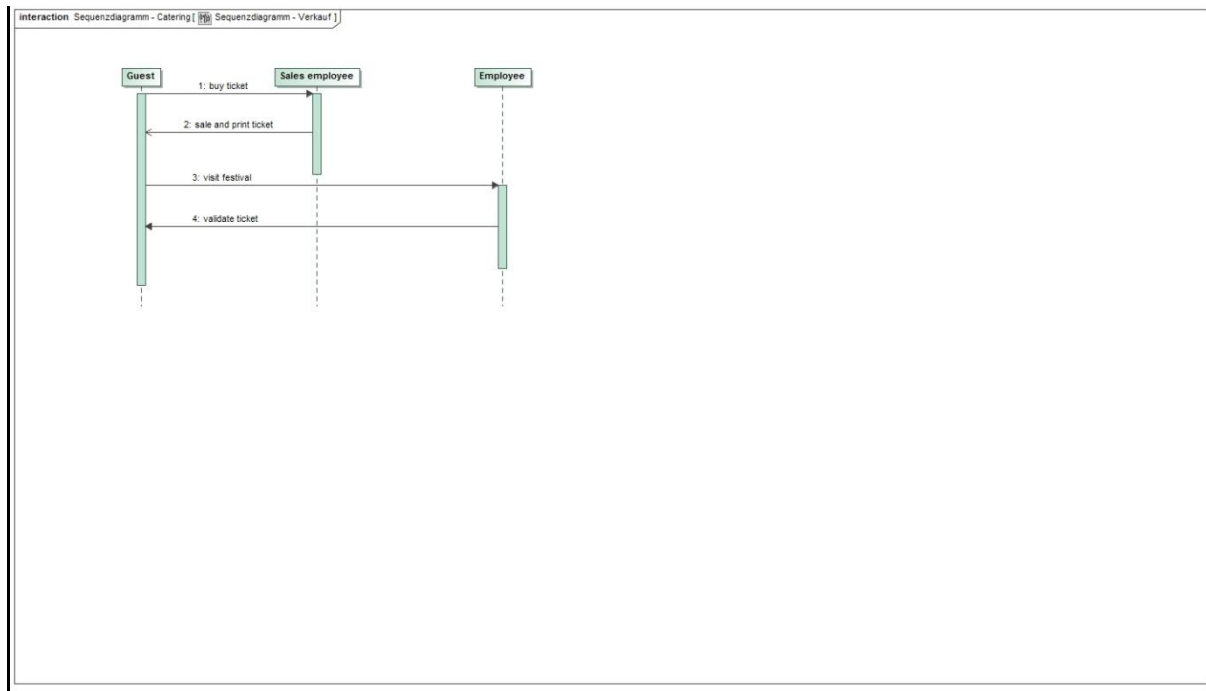 interaction Sequenzdiagramm - Catering [ Sequenzdiagramm - Verkauf ]
Guest Sales employee Employee
1: buy ticket
2: sale and print ticket
3: visit festival
4: validate ticket